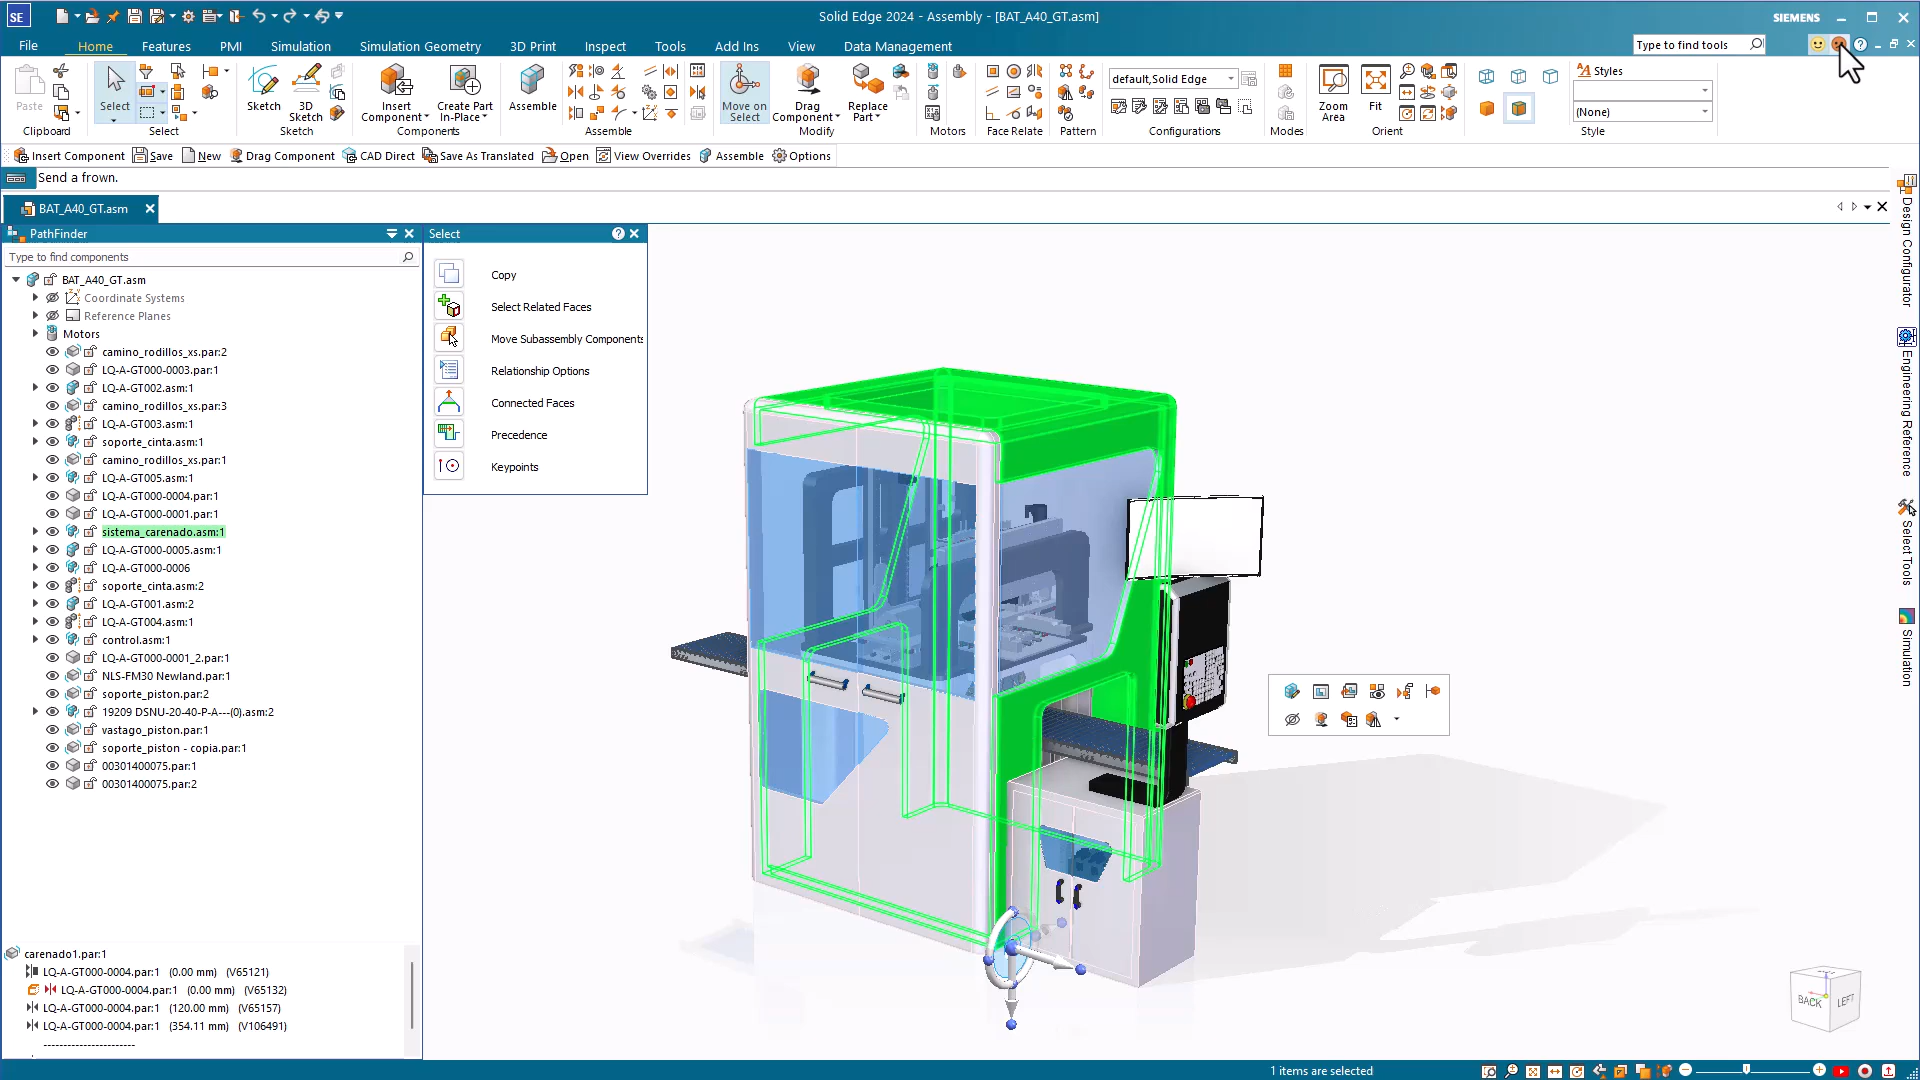 SE
Solid Edge 2024 - Assembly - [BAT_A40_GT.asm]
SIEMENS
File Home Features PMI Simulation Simulation Geometry 3D Print Inspect Tools Add Ins View Data Management
Type to find tools
Paste
Clipboard
Select
Select
Sketch
3D Sketch
Sketch
Insert Component
Create Part In-Place
Components
Assemble
Assemble
Move on Select
Drag Component
Replace Part
Modify
Motors
Face Relate
Pattern
default,Solid Edge
Configurations
Modes
Zoom Area
Fit
Orient
Styles
(None)
Style
Insert Component Save New Drag Component CAD Direct Save As Translated Open View Overrides Assemble Options
Send a frown.
BAT_A40_GT.asm
PathFinder
Type to find components
BAT_A40_GT.asm
Coordinate Systems
Reference Planes
Motors
camino_rodillos_xs.par:2
LQ-A-GT000-0003.par:1
LQ-A-GT002.asm:1
camino_rodillos_xs.par:3
LQ-A-GT003.asm:1
soporte_cinta.asm:1
camino_rodillos_xs.par:1
LQ-A-GT005.asm:1
LQ-A-GT000-0004.par:1
LQ-A-GT000-0001.par:1
sistema_carenado.asm:1
LQ-A-GT000-0005.asm:1
LQ-A-GT000-0006
soporte_cinta.asm:2
LQ-A-GT001.asm:2
LQ-A-GT004.asm:1
control.asm:1
LQ-A-GT000-0001_2.par:1
NLS-FM30 Newland.par:1
soporte_piston.par:2
19209 DSNU-20-40-P-A---(0).asm:2
vastago_piston.par:1
soporte_piston - copia.par:1
00301400075.par:1
00301400075.par:2
carenado1.par:1
LQ-A-GT000-0004.par:1 (0.00 mm) (V65121)
LQ-A-GT000-0004.par:1 (0.00 mm) (V65132)
LQ-A-GT000-0004.par:1 (120.00 mm) (V65157)
LQ-A-GT000-0004.par:1 (354.11 mm) (V106491)
-----------------------
Select
Copy
Select Related Faces
Move Subassembly Components
Relationship Options
Connected Faces
Precedence
Keypoints
BACK LEFT
Design Configurator
Engineering Reference
Select Tools
Simulation
1 items are selected